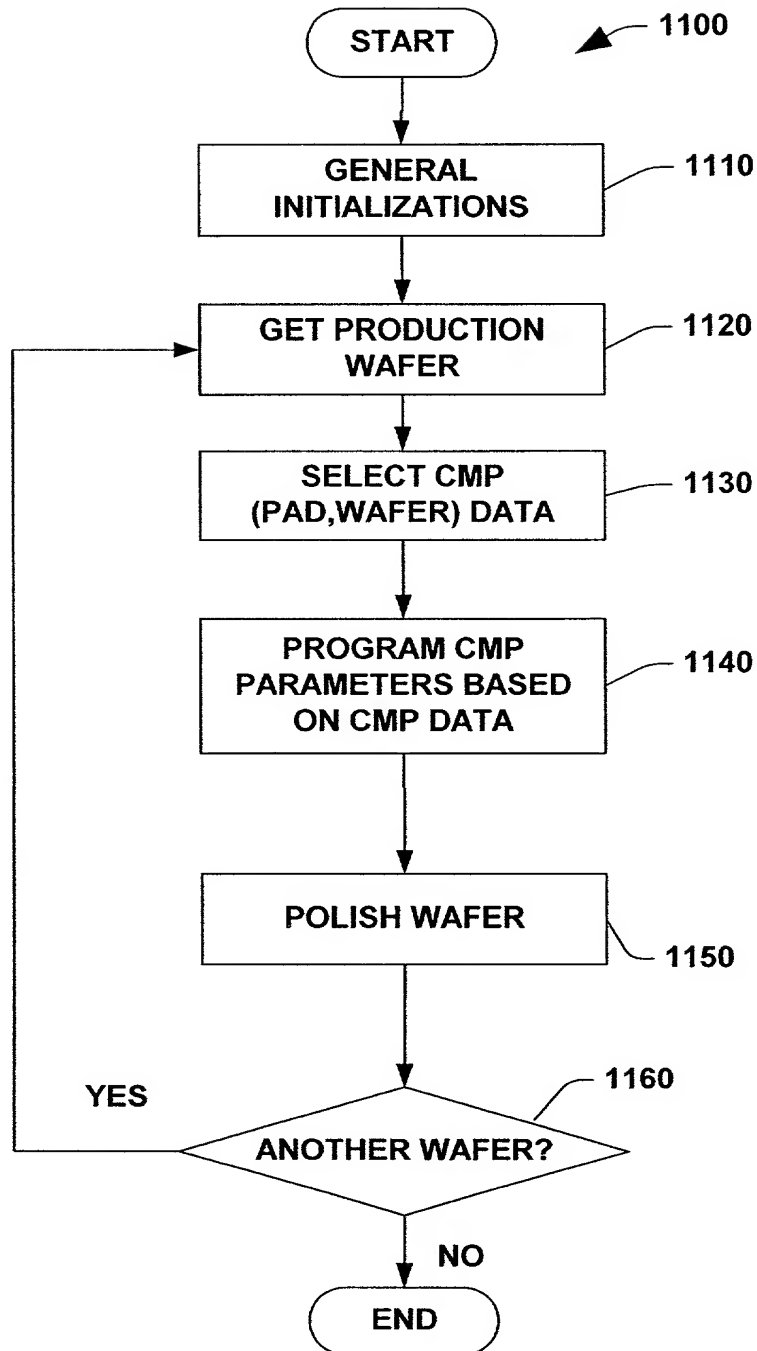 START
1100
GENERAL
INITIALIZATIONS
1110
GET PRODUCTION
WAFER
1120
SELECT CMP
(PAD,WAFER) DATA
1130
PROGRAM CMP
PARAMETERS BASED
ON CMP DATA
1140
POLISH WAFER
1150
YES
1160
ANOTHER WAFER?
NO
END